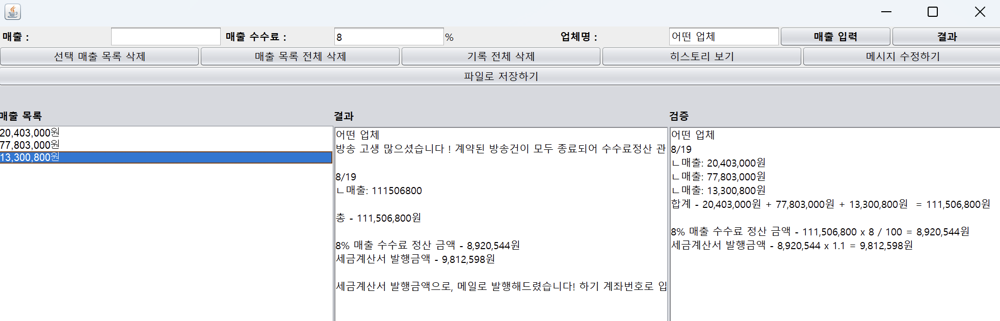 매출 :
매출 수수료 : 8 %
업체명 : 어떤 업체
매출 입력
결과
선택 매출 목록 삭제
매출 목록 전체 삭제
기록 전체 삭제
히스토리 보기
메시지 수정하기
파일로 저장하기
매출 목록
20,403,000원
77,803,000원
13,300,800원
결과
어떤 업체
방송 고생 많으셨습니다 ! 계약된 방송건이 모두 종료되어 수수료정산 관
8/19
ㄴ매출: 111506800
총 - 111,506,800원
8% 매출 수수료 정산 금액 - 8,920,544원
세금계산서 발행금액 - 9,812,598원
세금계산서 발행금액으로, 메일로 발행해드렸습니다! 하기 계좌번호로 입
검증
어떤 업체
8/19
ㄴ매출: 20,403,000원
ㄴ매출: 77,803,000원
ㄴ매출: 13,300,800원
합계 - 20,403,000원 + 77,803,000원 + 13,300,800원  = 111,506,800원
8% 매출 수수료 정산 금액 - 111,506,800 x 8 / 100 = 8,920,544원
세금계산서 발행금액 - 8,920,544 x 1.1 = 9,812,598원